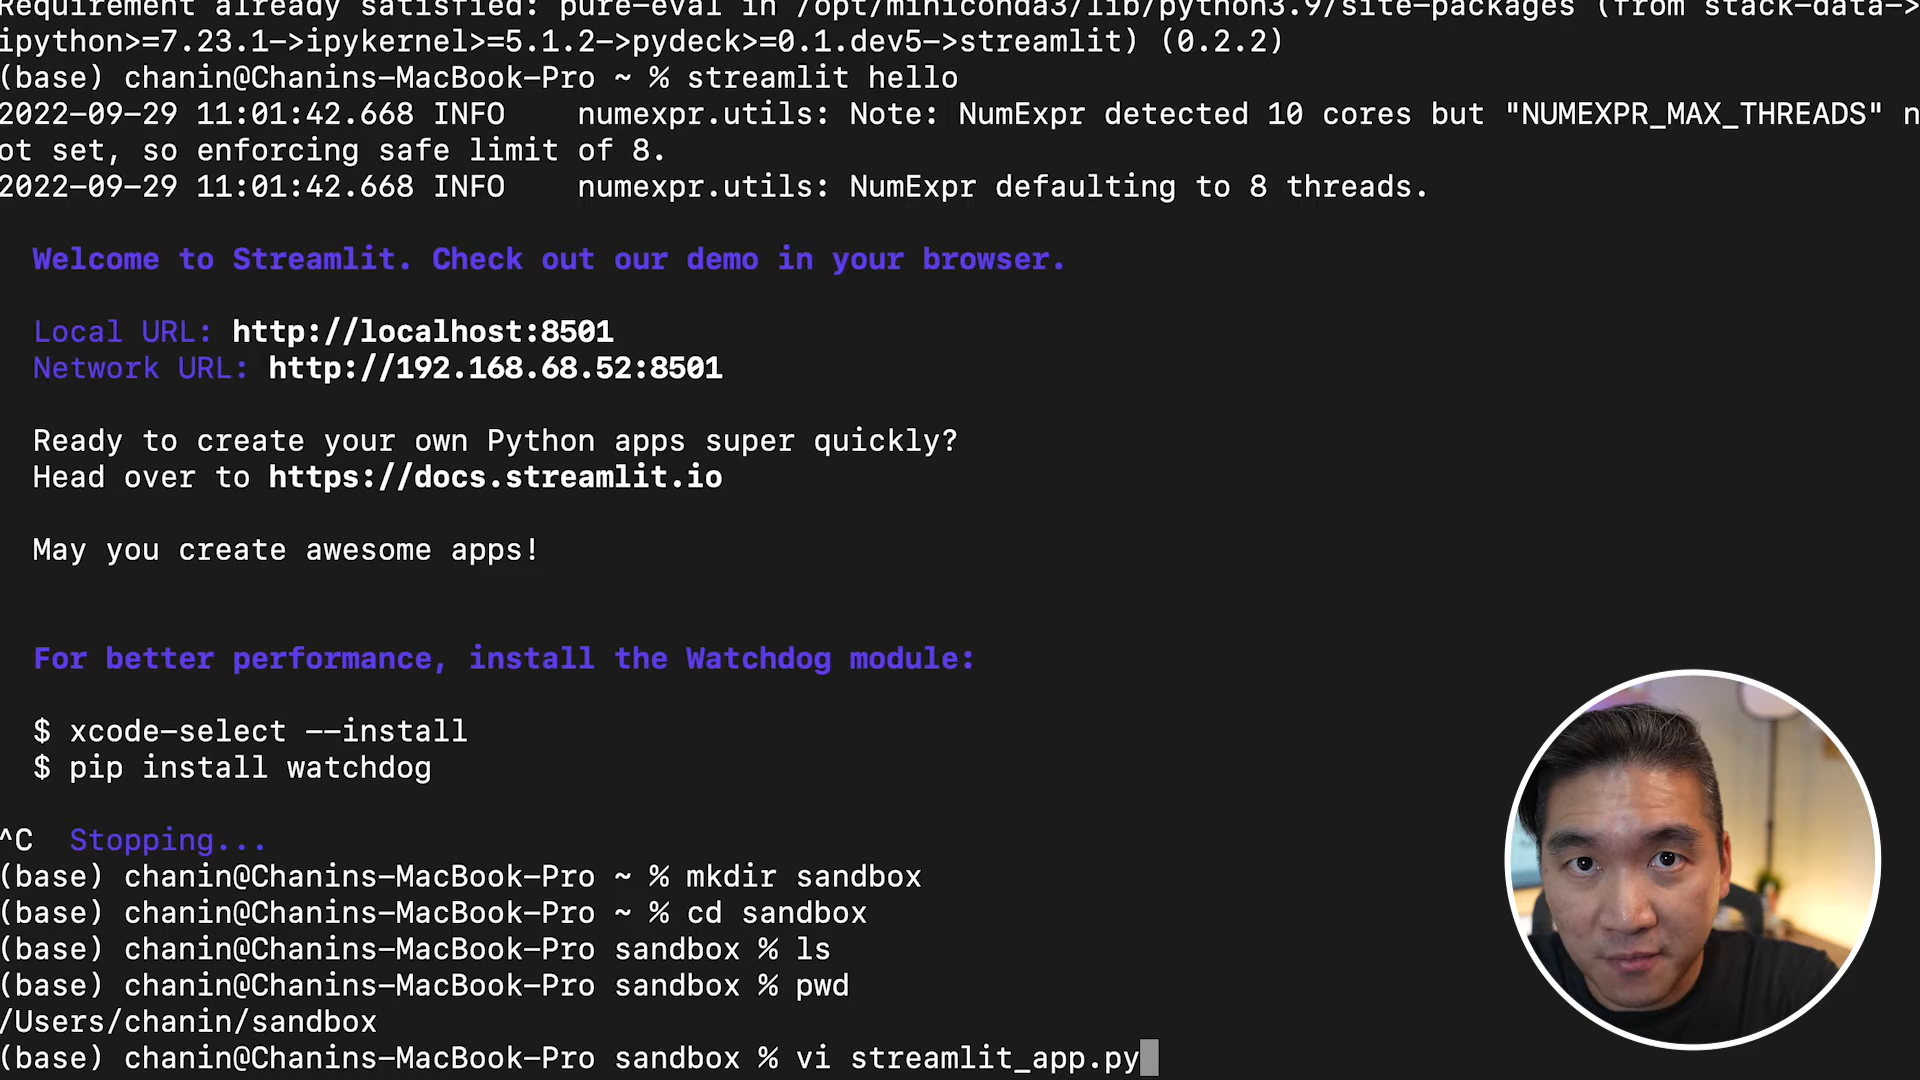 Requirement already satisfied: pure-eval in /opt/miniconda3/lib/python3.9/site-packages (from stack-data->
ipython>=7.23.1->ipykernel>=5.1.2->pydeck>=0.1.dev5->streamlit) (0.2.2)
(base) chanin@Chanins-MacBook-Pro ~ % streamlit hello
2022-09-29 11:01:42.668 INFO    numexpr.utils: Note: NumExpr detected 10 cores but "NUMEXPR_MAX_THREADS" n
ot set, so enforcing safe limit of 8.
2022-09-29 11:01:42.668 INFO    numexpr.utils: NumExpr defaulting to 8 threads.
Welcome to Streamlit. Check out our demo in your browser.
Local URL: http://localhost:8501
Network URL: http://192.168.68.52:8501
Ready to create your own Python apps super quickly?
Head over to https://docs.streamlit.io
May you create awesome apps!
For better performance, install the Watchdog module:
$ xcode-select --install
$ pip install watchdog
^C  Stopping...
(base) chanin@Chanins-MacBook-Pro ~ % mkdir sandbox
(base) chanin@Chanins-MacBook-Pro ~ % cd sandbox
(base) chanin@Chanins-MacBook-Pro sandbox % ls
(base) chanin@Chanins-MacBook-Pro sandbox % pwd
/Users/chanin/sandbox
(base) chanin@Chanins-MacBook-Pro sandbox % vi streamlit_app.py